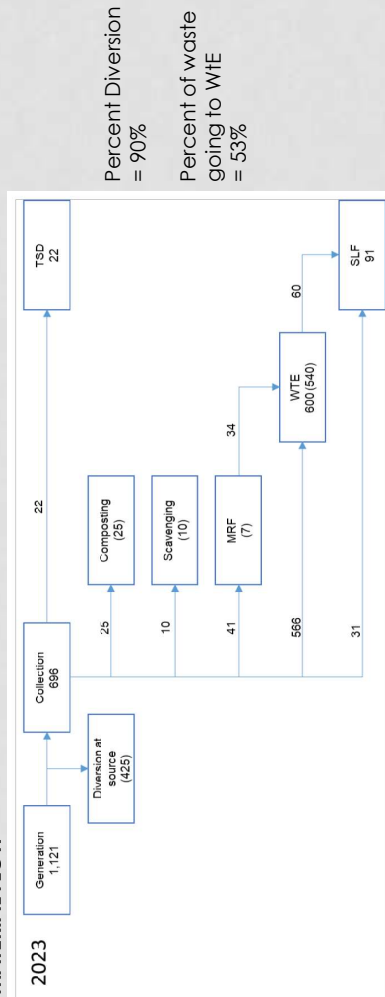 2023
Generation
1,121
Collection
696
22
TSD
22
Diversion at
source
(425)
25
Composting
(25)
10
Scavenging
(10)
41
MRF
(7)
34
566
WTE
600 (540)
60
31
SLF
91
Percent Diversion
= 90%
Percent of waste
going to WtE
= 53%